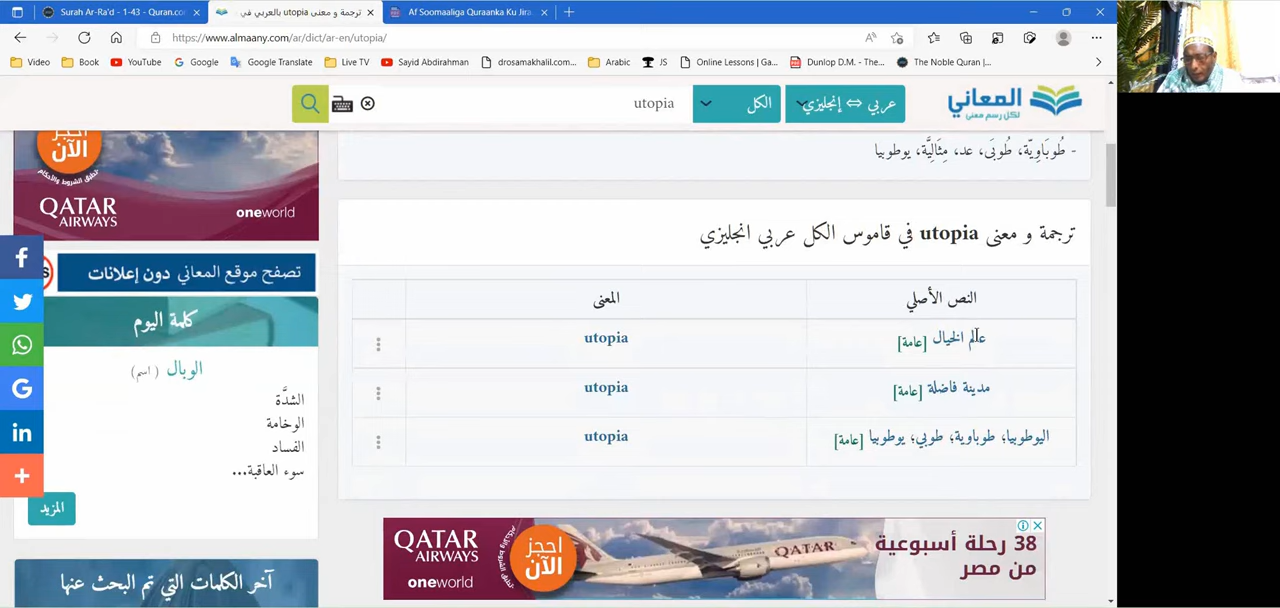 Surah Ar-Ra'd - 1-43 - Quran.co
ترجمة و معنى utopia بالعربي في
Af Soomaaliga Quraanka Ku Jira
https://www.almaany.com/ar/dict/ar-en/utopia/
Video
Book
YouTube
Google
Google Translate
Live TV
Sayid Abdirahman
drosamakhalil.com...
Arabic
JS
Online Lessons | Ga...
Dunlop D.M. - The...
The Noble Quran |...
utopia
الكل
عربي ⇔ إنجليزي
المعاني
لكل رسم معنى
- طُوبَاوِيّة، طُوبَى، عد، مِثَالِيَّة، يوطوبيا
ترجمة و معنى utopia في قاموس الكل عربي انجليزي
النص الأصلي المعنى
عالم الخيال [عامة] utopia
مدينة فاضلة [عامة] utopia
اليوطوبيا؛ طوباوية؛ طوبي؛ يوطوبيا [عامة] utopia
احجز
الآن
تطبق الشروط والأحكام
QATAR
AIRWAYS
oneworld
تصفح موقع المعاني دون إعلانات
كلمة اليوم
الوبال (اسم)
الشدَّة
الوخامة
الفساد
سوء العاقبة...
المزيد
آخر الكلمات التي تم البحث عنها
QATAR
AIRWAYS
oneworld
احجز
الآن
QATAR
38 رحلة أسبوعية
من مصر